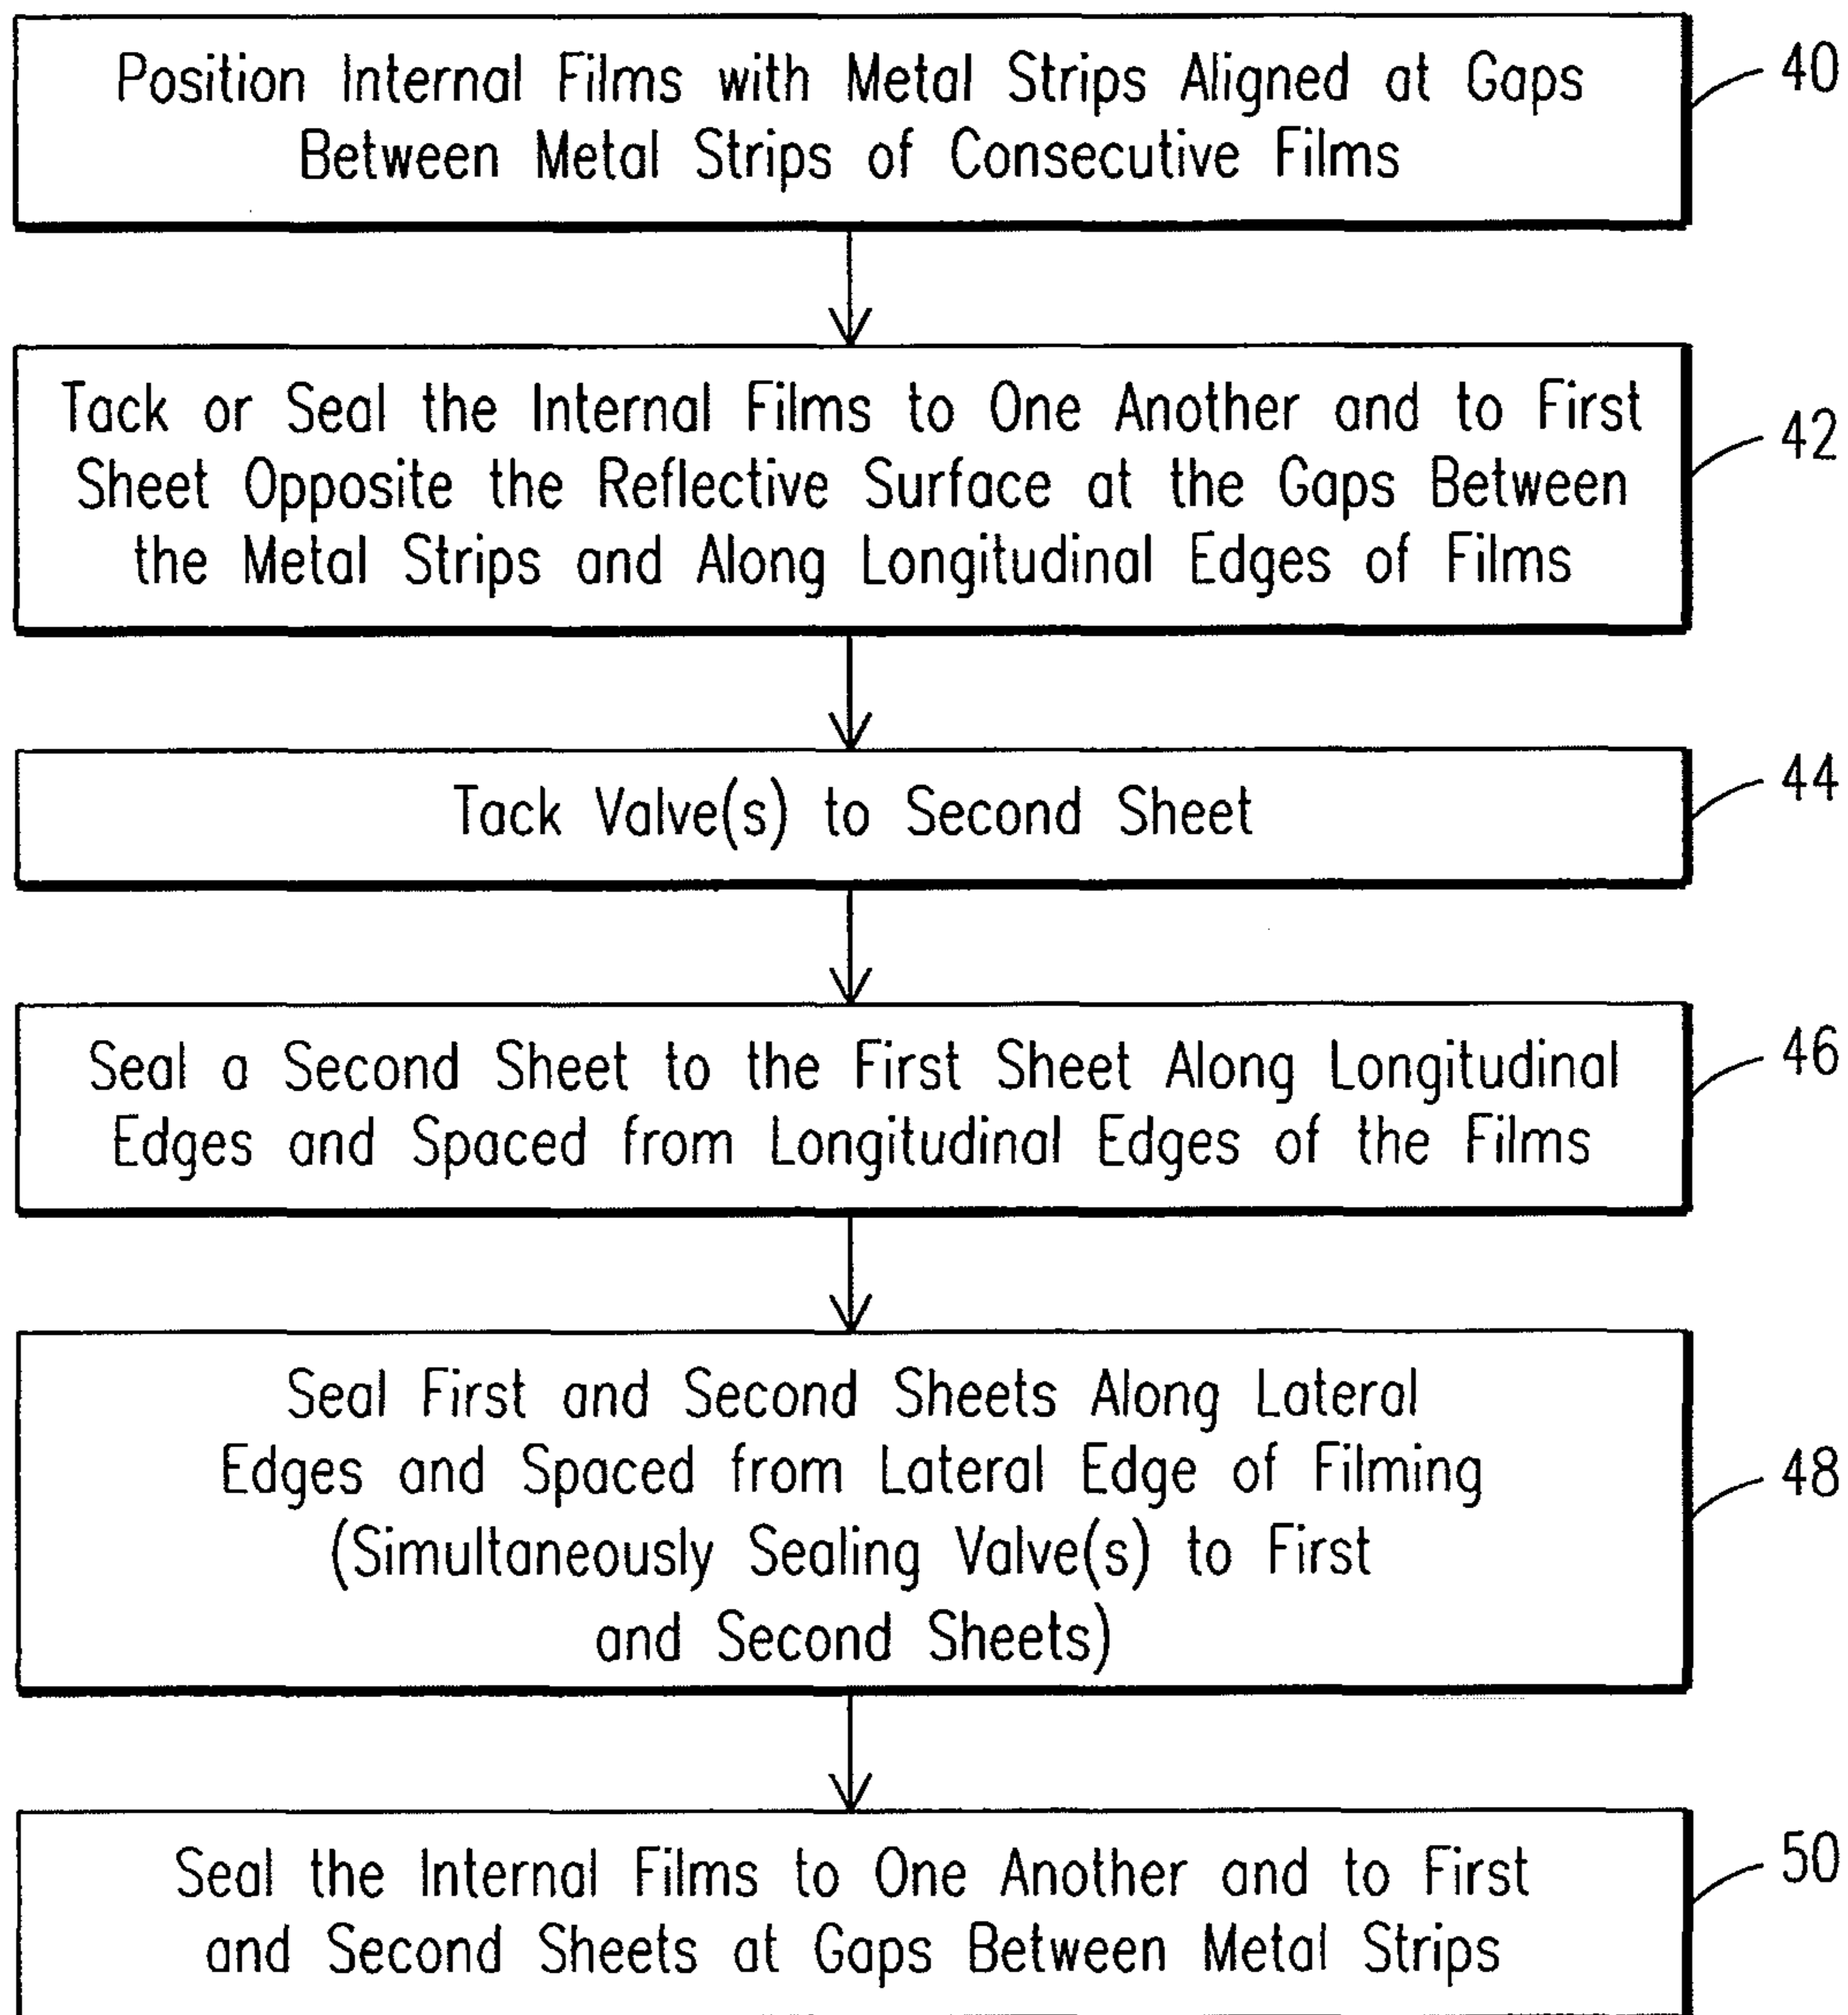 Position Internal Films with Metal Strips Aligned at Gaps
Between Metal Strips of Consecutive Films
40
Tack or Seal the Internal Films to One Another and to First
Sheet Opposite the Reflective Surface at the Gaps Between
the Metal Strips and Along Longitudinal Edges of Films
42
Tack Valve(s) to Second Sheet
44
Seal a Second Sheet to the First Sheet Along Longitudinal
Edges and Spaced from Longitudinal Edges of the Films
46
Seal First and Second Sheets Along Lateral
Edges and Spaced from Lateral Edge of Filming
(Simultaneously Sealing Valve(s) to First
and Second Sheets)
48
Seal the Internal Films to One Another and to First
and Second Sheets at Gaps Between Metal Strips
50